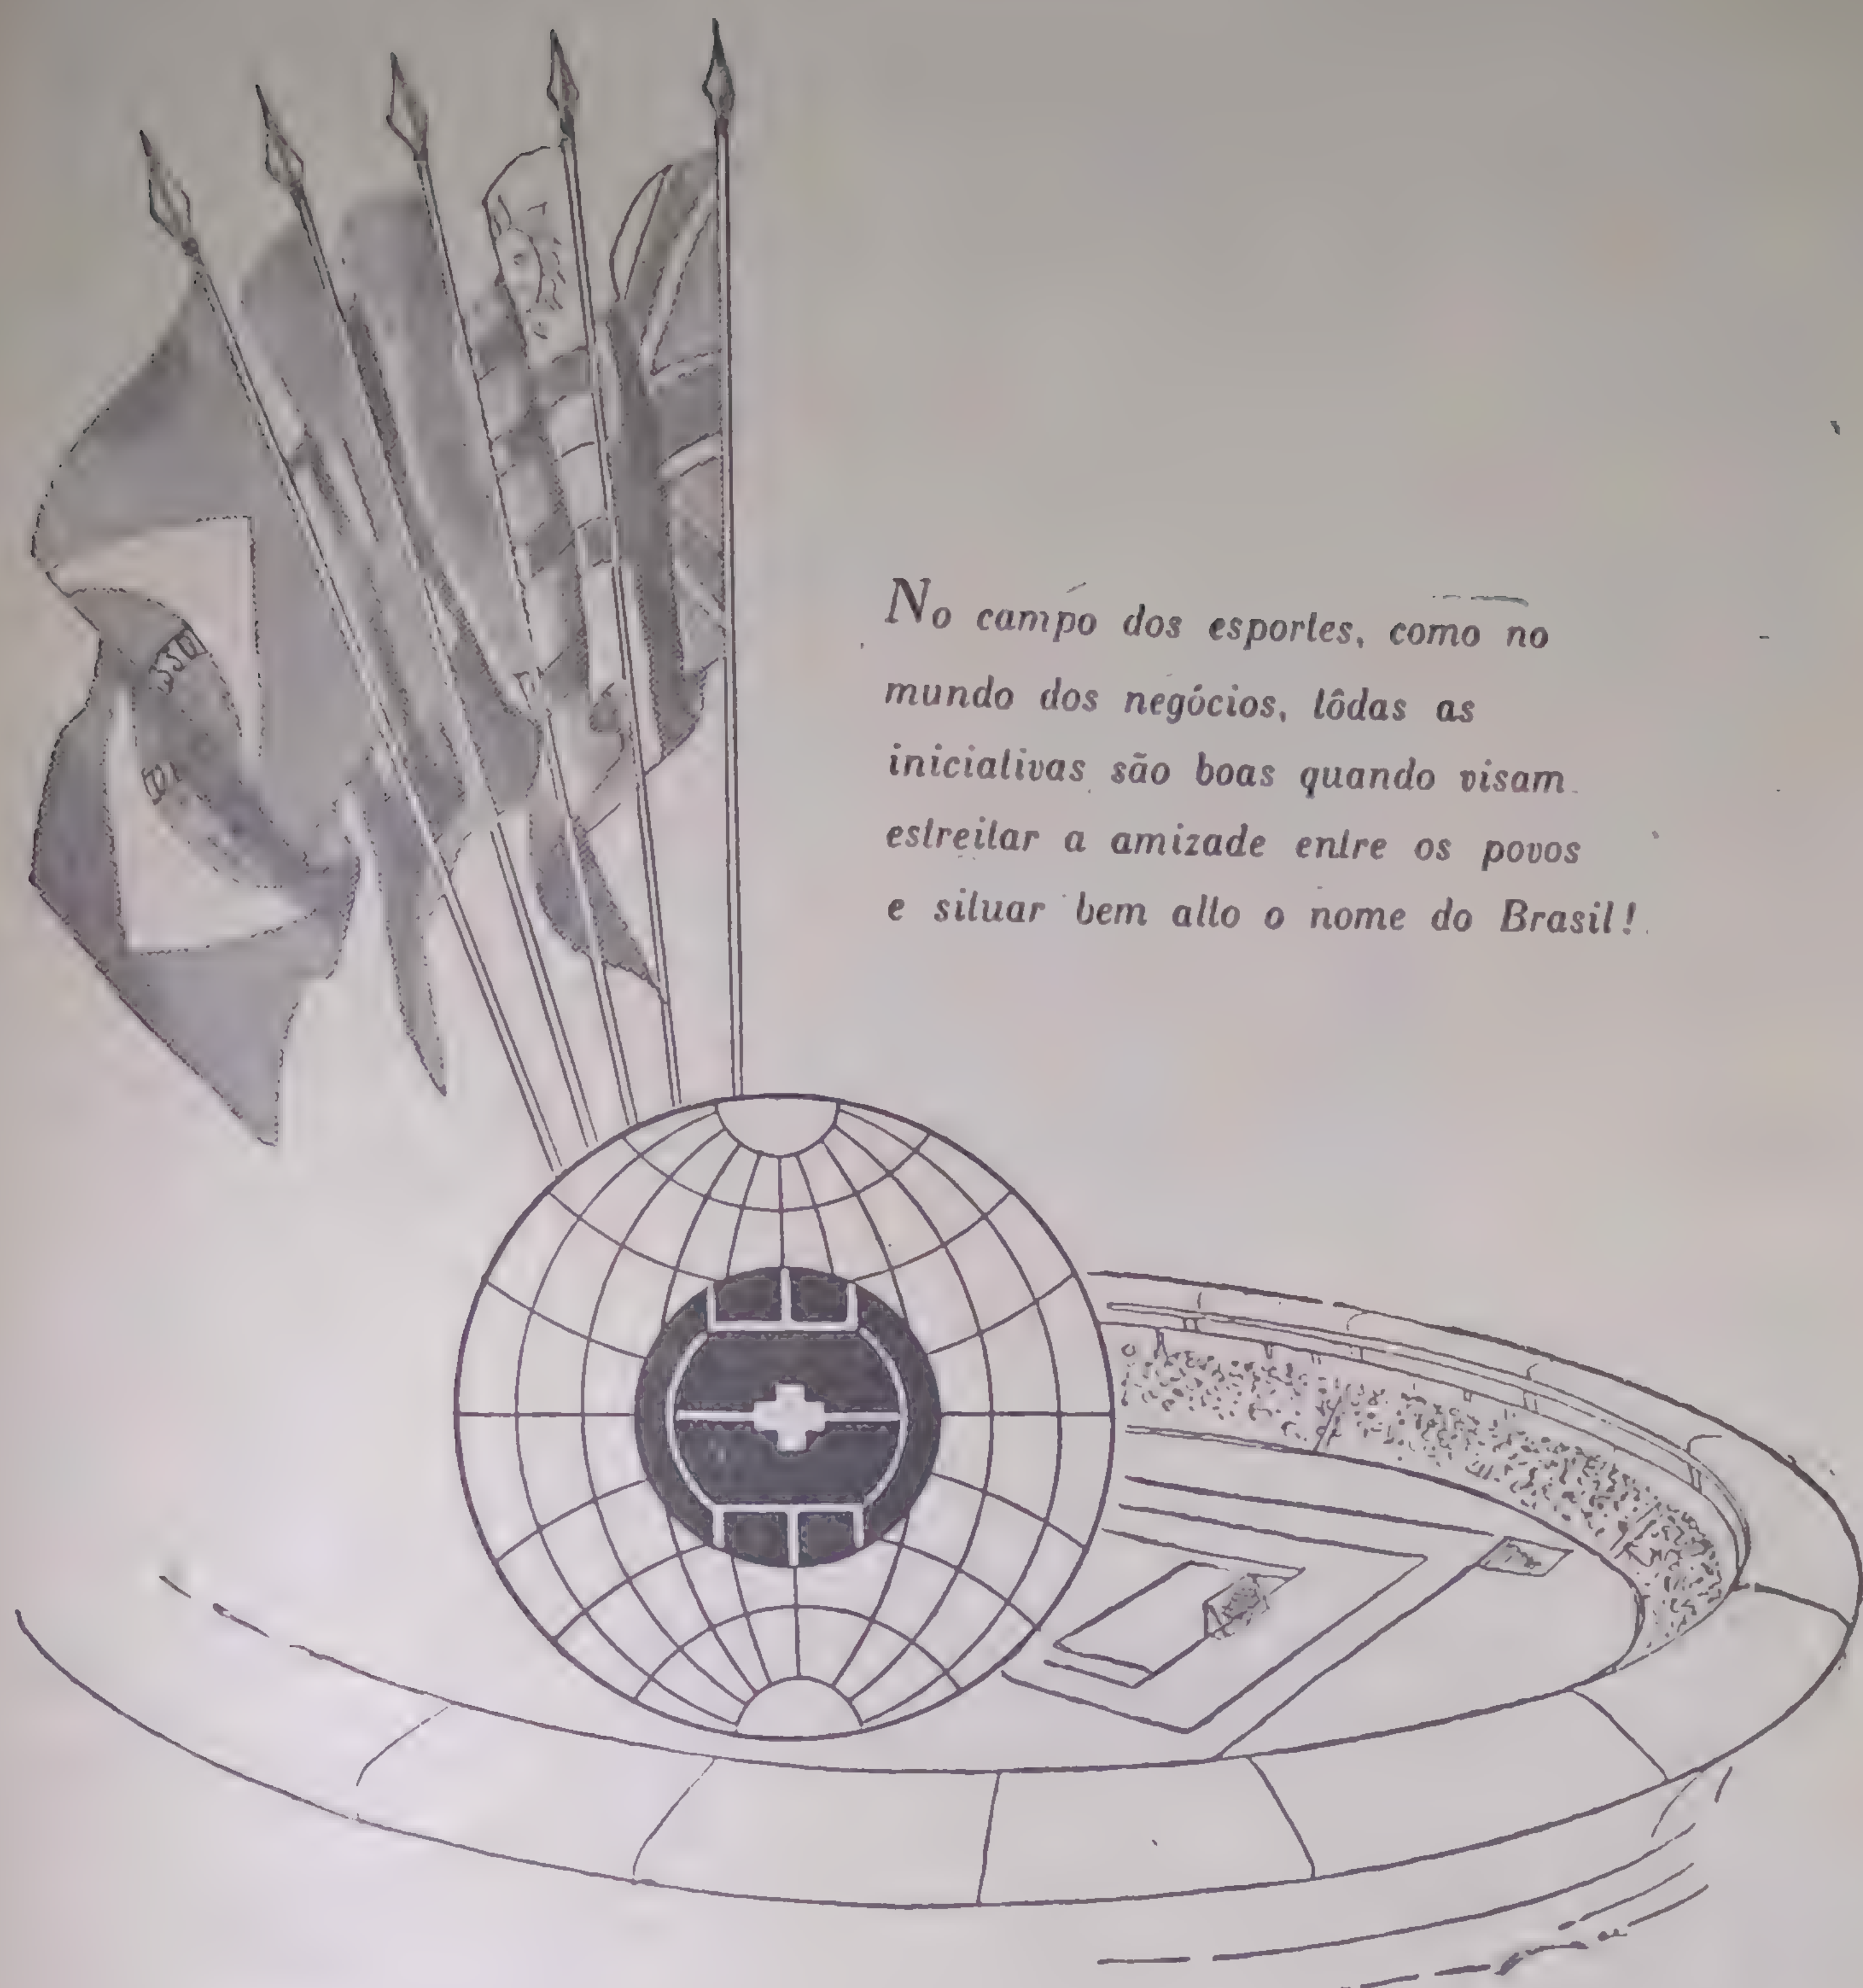 No campo dos esportes, como no
mundo dos negócios, tôdas as
iniciativas são boas quando visam
estreitar a amizade entre os povos
e situar bem alto o nome do Brasil!